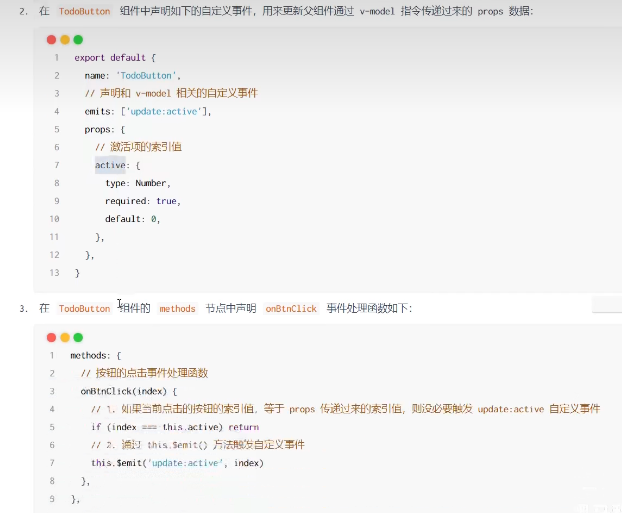 2. 在 TodoButton 组件中声明如下的自定义事件，用来更新父组件通过 v-model 指令传递过来的 props 数据：
1 export default {
2 name: 'TodoButton',
3 // 声明和 v-model 相关的自定义事件
4 emits: ['update:active'],
5 props: {
6 // 激活项的索引值
7 active: {
8 type: Number,
9 required: true,
10 default: 0,
11 },
12 },
13 }
3. 在 TodoButton 组件的 methods 节点中声明 onBtnClick 事件处理函数如下：
1 methods: {
2 // 按钮的点击事件处理函数
3 onBtnClick(index) {
4 // 1. 如果当前点击的按钮的索引值，等于 props 传递过来的索引值，则没必要触发 update:active 自定义事件
5 if (index === this.active) return
6 // 2. 通过 this.$emit() 方法触发自定义事件
7 this.$emit('update:active', index)
8 },
9 },